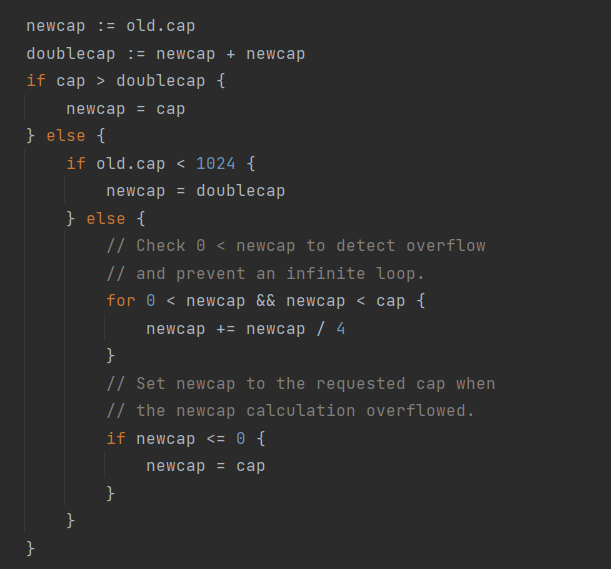 newcap := old.cap
doublecap := newcap + newcap
if cap > doublecap {
    newcap = cap
} else {
    if old.cap < 1024 {
        newcap = doublecap
    } else {
        // Check 0 < newcap to detect overflow
        // and prevent an infinite loop.
        for 0 < newcap && newcap < cap {
            newcap += newcap / 4
        }
        // Set newcap to the requested cap when
        // the newcap calculation overflowed.
        if newcap <= 0 {
            newcap = cap
        }
    }
}